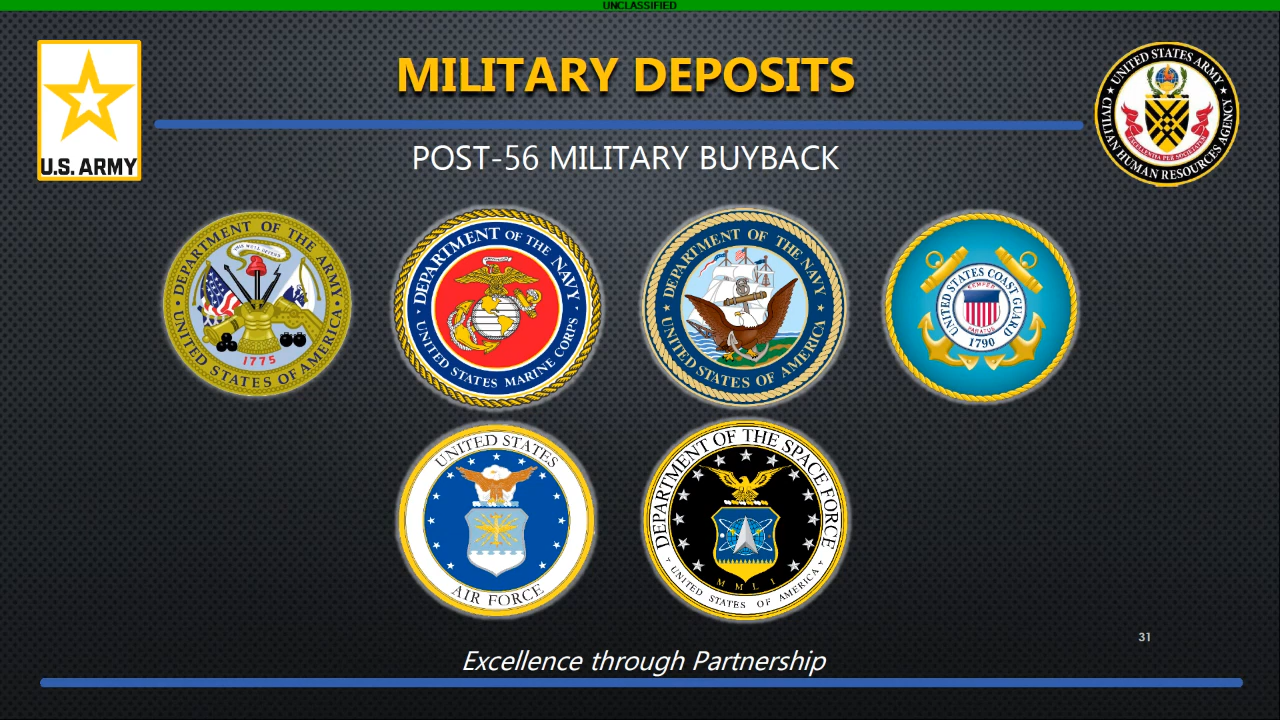 UNCLASSIFIED
MILITARY DEPOSITS
U.S. ARMY
UNITED STATES ARMY
CIVILIAN HUMAN RESOURCES AGENCY
POST-56 MILITARY BUYBACK
DEPARTMENT OF THE ARMY
UNITED STATES OF AMERICA
1775
DEPARTMENT OF THE NAVY
UNITED STATES MARINE CORPS
DEPARTMENT OF THE NAVY
UNITED STATES OF AMERICA
UNITED STATES COAST GUARD
SEMPER
PARATUS
1790
UNITED STATES
AIR FORCE
DEPARTMENT OF THE SPACE FORCE
MMLI
UNITED STATES OF AMERICA
31
Excellence through Partnership